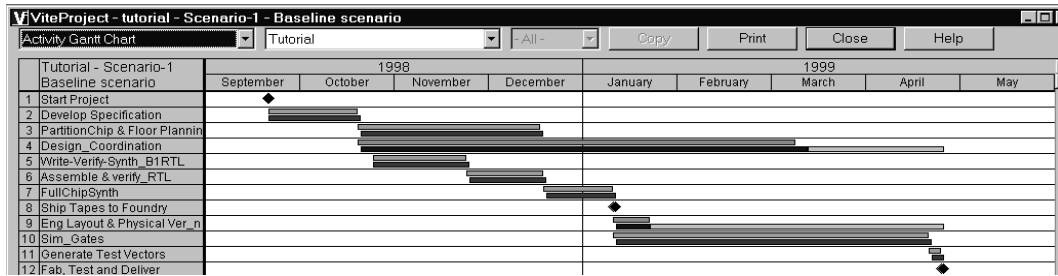 ViteProject - tutorial - Scenario-1 - Baseline scenario
Activity Gantt Chart Tutorial - All - Copy Print Close Help
Tutorial - Scenario-1 1998 1999
Baseline scenario September October November December January February March April May
1 Start Project
2 Develop Specification
3 PartitionChip & Floor Plannin
4 Design_Coordination
5 Write-Verify-Synth_B1RTL
6 Assemble & verify_RTL
7 FullChipSynth
8 Ship Tapes to Foundry
9 Eng Layout & Physical Ver_n
10 Sim_Gates
11 Generate Test Vectors
12 Fab, Test and Deliver